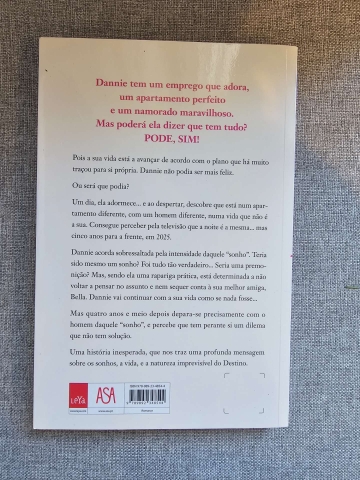 Dannie tem um emprego que adora,
um apartamento perfeito
e um namorado maravilhoso.
Mas poderá ela dizer que tem tudo?
PODE, SIM!
Pois a sua vida está a avançar de acordo com o plano que há muito
traçou para si própria. Dannie não podia ser mais feliz.
Ou será que podia?
Um dia, ela adormece... e ao despertar, descobre que está num apar-
tamento diferente, com um homem diferente, numa vida que não é
a sua. Consegue perceber pela televisão que a noite é a mesma... mas
cinco anos para a frente, em 2025.
Dannie acorda sobressaltada pela intensidade daquele “sonho”. Teria
sido mesmo um sonho? Foi tudo tão verdadeiro... Seria uma premo-
nição? Mas, sendo ela uma rapariga prática, está determinada a não
voltar a pensar no assunto e nem sequer conta à sua melhor amiga,
Bella. Dannie vai continuar com a sua vida como se nada fosse...
Mas quatro anos e meio depois depara-se precisamente com o
homem daquele “sonho”, e percebe que tem perante si um dilema
que não tem solução.
Uma história inesperada, que nos traz uma profunda mensagem
sobre os sonhos, a vida, e a natureza imprevisível do Destino.
LeYa
ASA